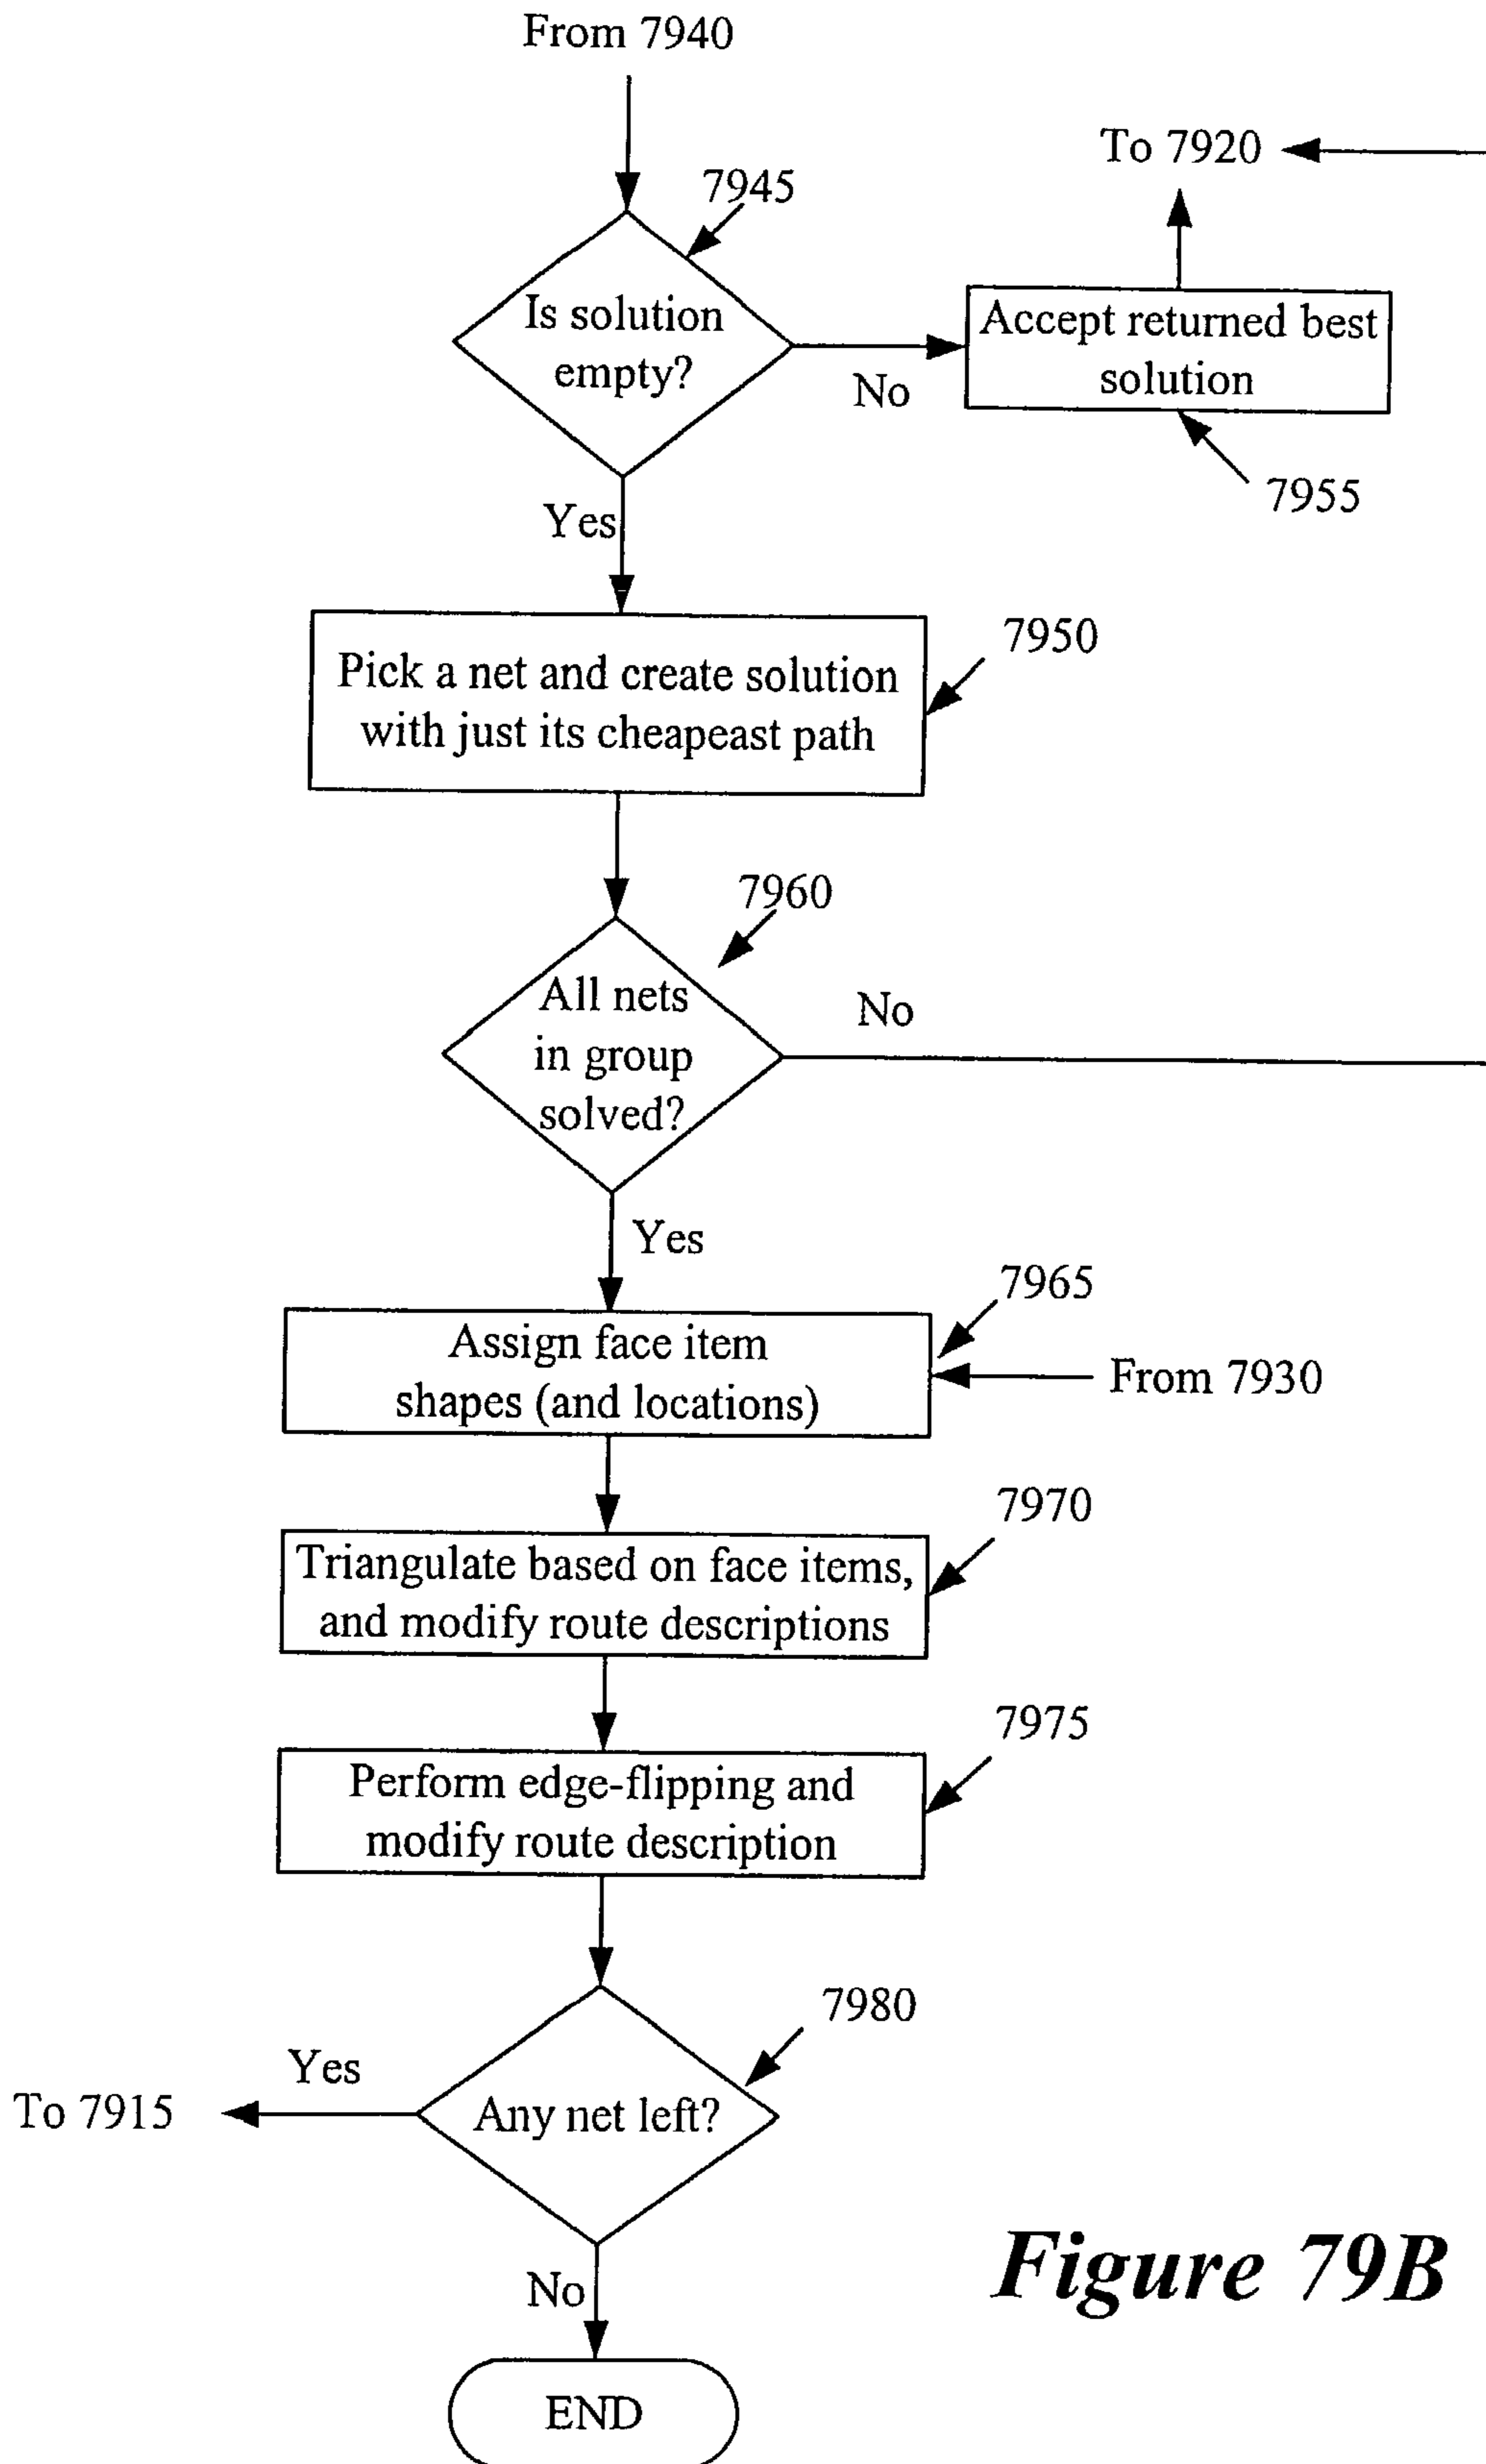 From 7940
To 7920
7945
Is solution
empty?
No
Accept returned best
solution
7955
Yes
Pick a net and create solution
with just its cheapeast path
7950
7960
All nets
in group
solved?
No
Yes
7965
Assign face item
shapes (and locations)
From 7930
7970
Triangulate based on face items,
and modify route descriptions
7975
Perform edge-flipping and
modify route description
7980
Yes
To 7915
Any net left?
No
Figure 79B
END